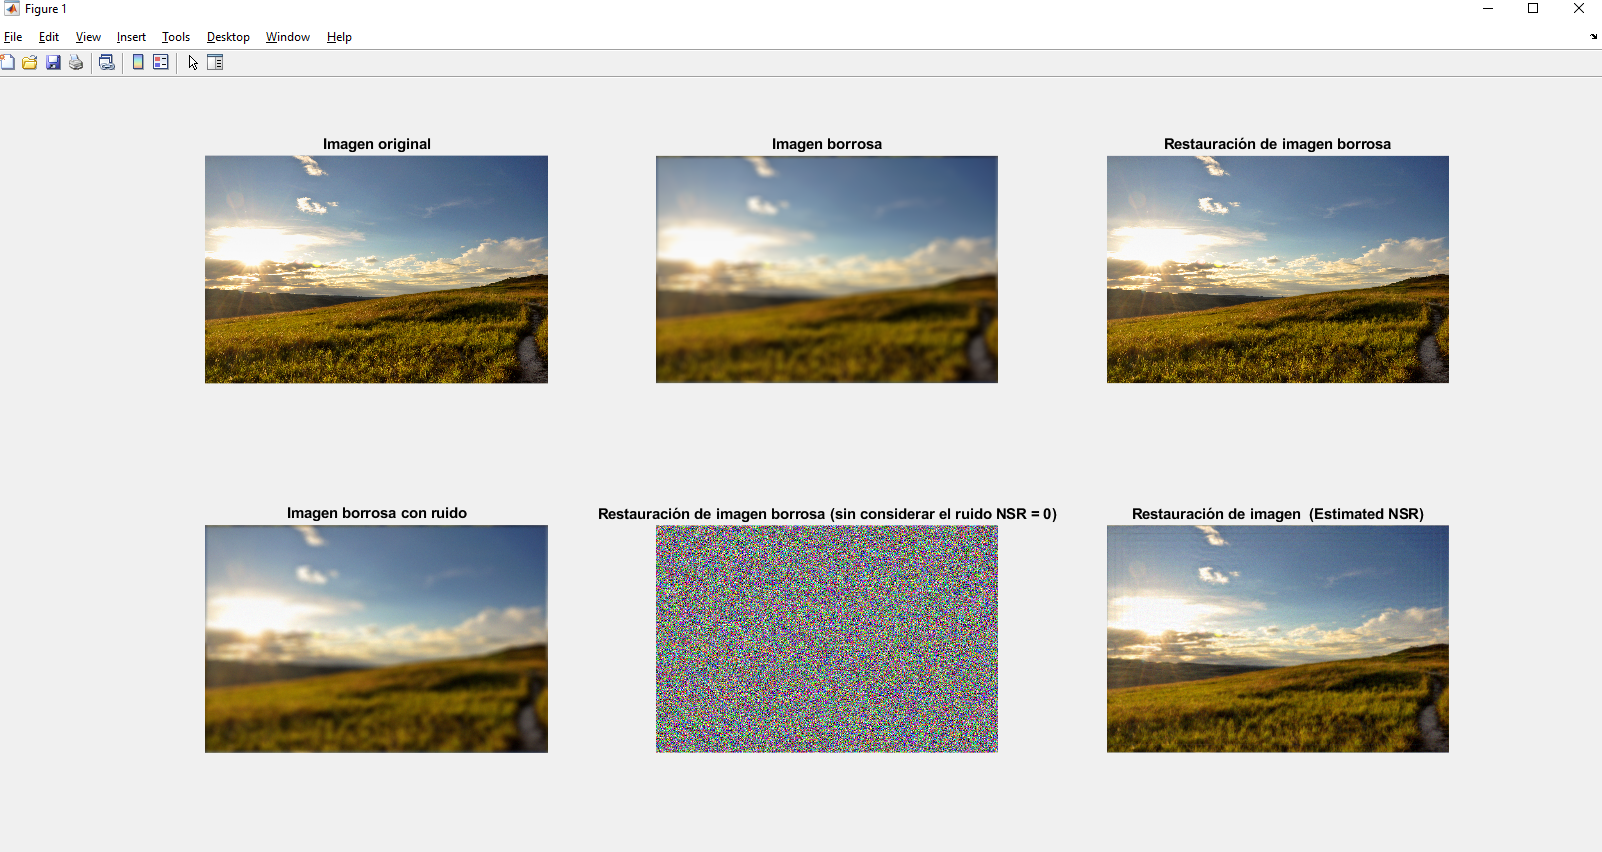 Figure 1
File Edit View Insert Tools Desktop Window Help
Imagen original
Imagen borrosa
Restauración de imagen borrosa
Imagen borrosa con ruido
Restauración de imagen borrosa (sin considerar el ruido NSR = 0)
Restauración de imagen (Estimated NSR)